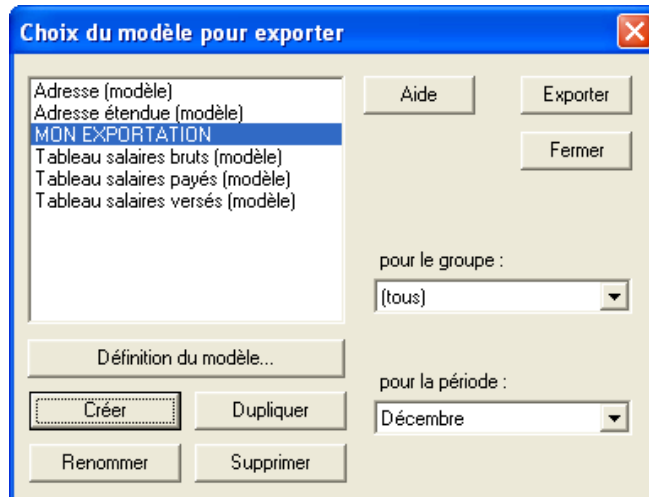 Choix du modèle pour exporter
Adresse (modèle)
Adresse étendue (modèle)
MON EXPORTATION
Tableau salaires bruts (modèle)
Tableau salaires payés (modèle)
Tableau salaires versés (modèle)
Aide
Exporter
Fermer
pour le groupe :
(tous)
Définition du modèle...
pour la période :
Créer
Dupliquer
Décembre
Renommer
Supprimer